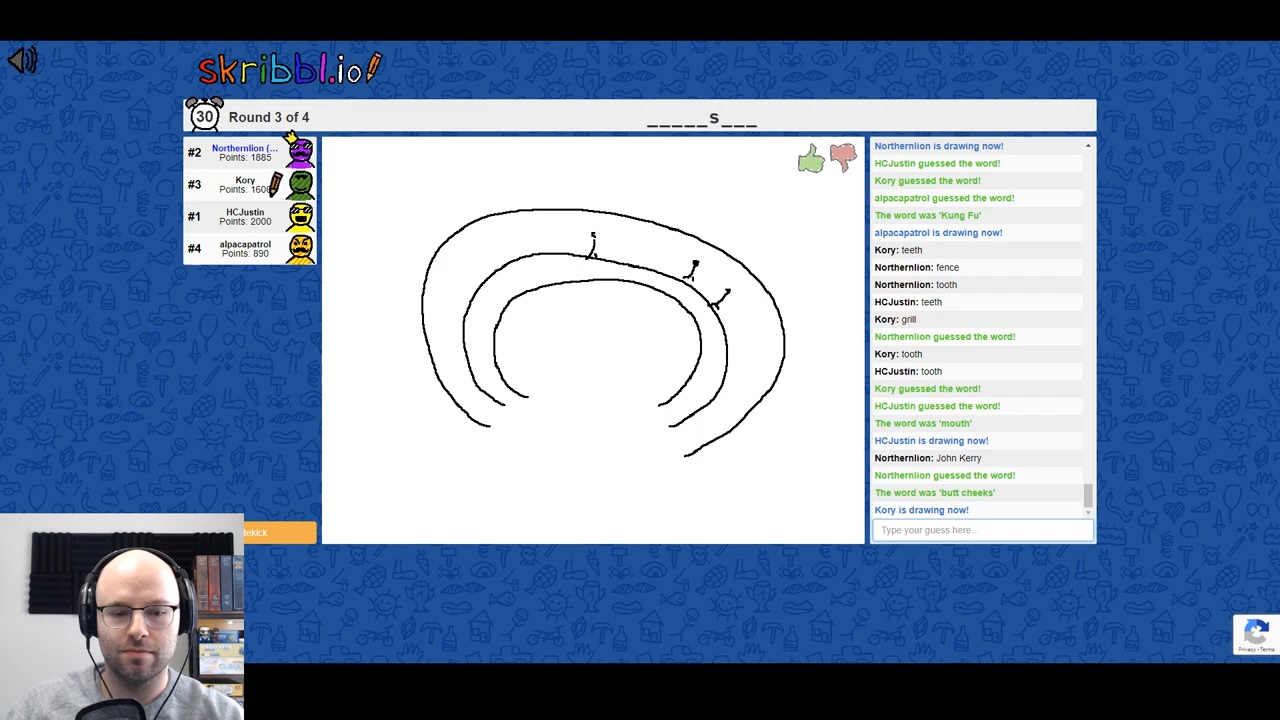 skribbl.io
30
Round 3 of 4
_____s___
#2
Northernlion (...
Points: 1885
#3
Kory
Points: 160
#1
HCJustin
Points: 2000
#4
alpacapatrol
Points: 890
Northernlion is drawing now!
HCJustin guessed the word!
Kory guessed the word!
alpacapatrol guessed the word!
The word was 'Kung Fu'
alpacapatrol is drawing now!
Kory: teeth
Northernlion: fence
Northernlion: tooth
HCJustin: teeth
Kory: grill
Northernlion guessed the word!
Kory: tooth
HCJustin: tooth
Kory guessed the word!
HCJustin guessed the word!
The word was 'mouth'
HCJustin is drawing now!
Northernlion: John Kerry
Northernlion guessed the word!
The word was 'butt cheeks'
Kory is drawing now!
Type your guess here...
ekick
Privacy - Terms